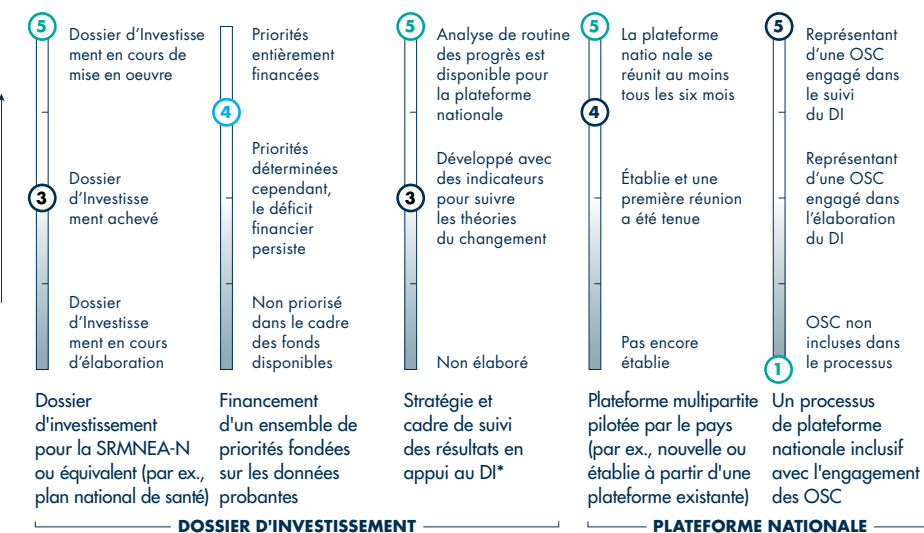 5
Dossier d'Investisse
ment en cours de
mise en oeuvre
3
Dossier
d'Investisse
ment achevé
Dossier
d'Investisse
ment en cours
d'élaboration
Dossier
d'investissement
pour la SRMNEA-N
ou équivalent (par ex.,
plan national de santé)
Priorités
entièrement
financées
4
Priorités
déterminées
cependant,
le déficit
financier
persiste
Non priorisé
dans le cadre
des fonds
disponibles
Financement
d'un ensemble de
priorités fondées
sur les données
probantes
5
Analyse de routine
des progrès est
disponible pour
la plateforme
nationale
3
Développé avec
des indicateurs
pour suivre
les théories
du changement
Non élaboré
Stratégie et
cadre de suivi
des résultats en
appui au DI*
DOSSIER D'INVESTISSEMENT
5
La plateforme
natio nale se
réunit au moins
tous les six mois
4
Établie et une
première réunion
a été tenue
Pas encore
établie
Plateforme multipartite
pilotée par le pays
(par ex., nouvelle ou
établie à partir d'une
plateforme existante)
5
Représentant
d'une OSC
engagé dans
le suivi
du DI
Représentant
d'une OSC
engagé dans
l'élaboration
du DI
OSC non
incluses dans
le processus
1
Un processus
de plateforme
nationale inclusif
avec l'engagement
des OSC
PLATEFORME NATIONALE